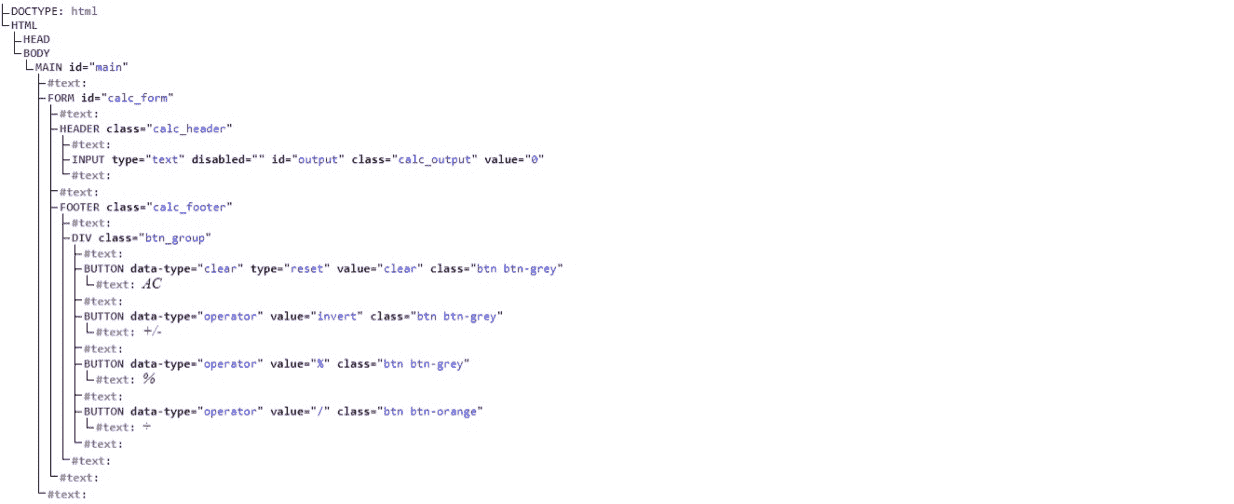 DOCTYPE: html
HTML
HEAD
BODY
MAIN id="main"
#text:
FORM id="calc_form"
#text:
HEADER class="calc_header"
#text:
INPUT type="text" disabled="" id="output" class="calc_output" value="0"
#text:
#text:
FOOTER class="calc_footer"
#text:
DIV class="btn_group"
#text:
BUTTON data-type="clear" type="reset" value="clear" class="btn btn-grey"
#text: AC
#text:
BUTTON data-type="operator" value="invert" class="btn btn-grey"
#text: +/-
#text:
BUTTON data-type="operator" value="%" class="btn btn-grey"
#text: %
#text:
BUTTON data-type="operator" value="/" class="btn btn-orange"
#text: ÷
#text:
#text:
#text:
#text: